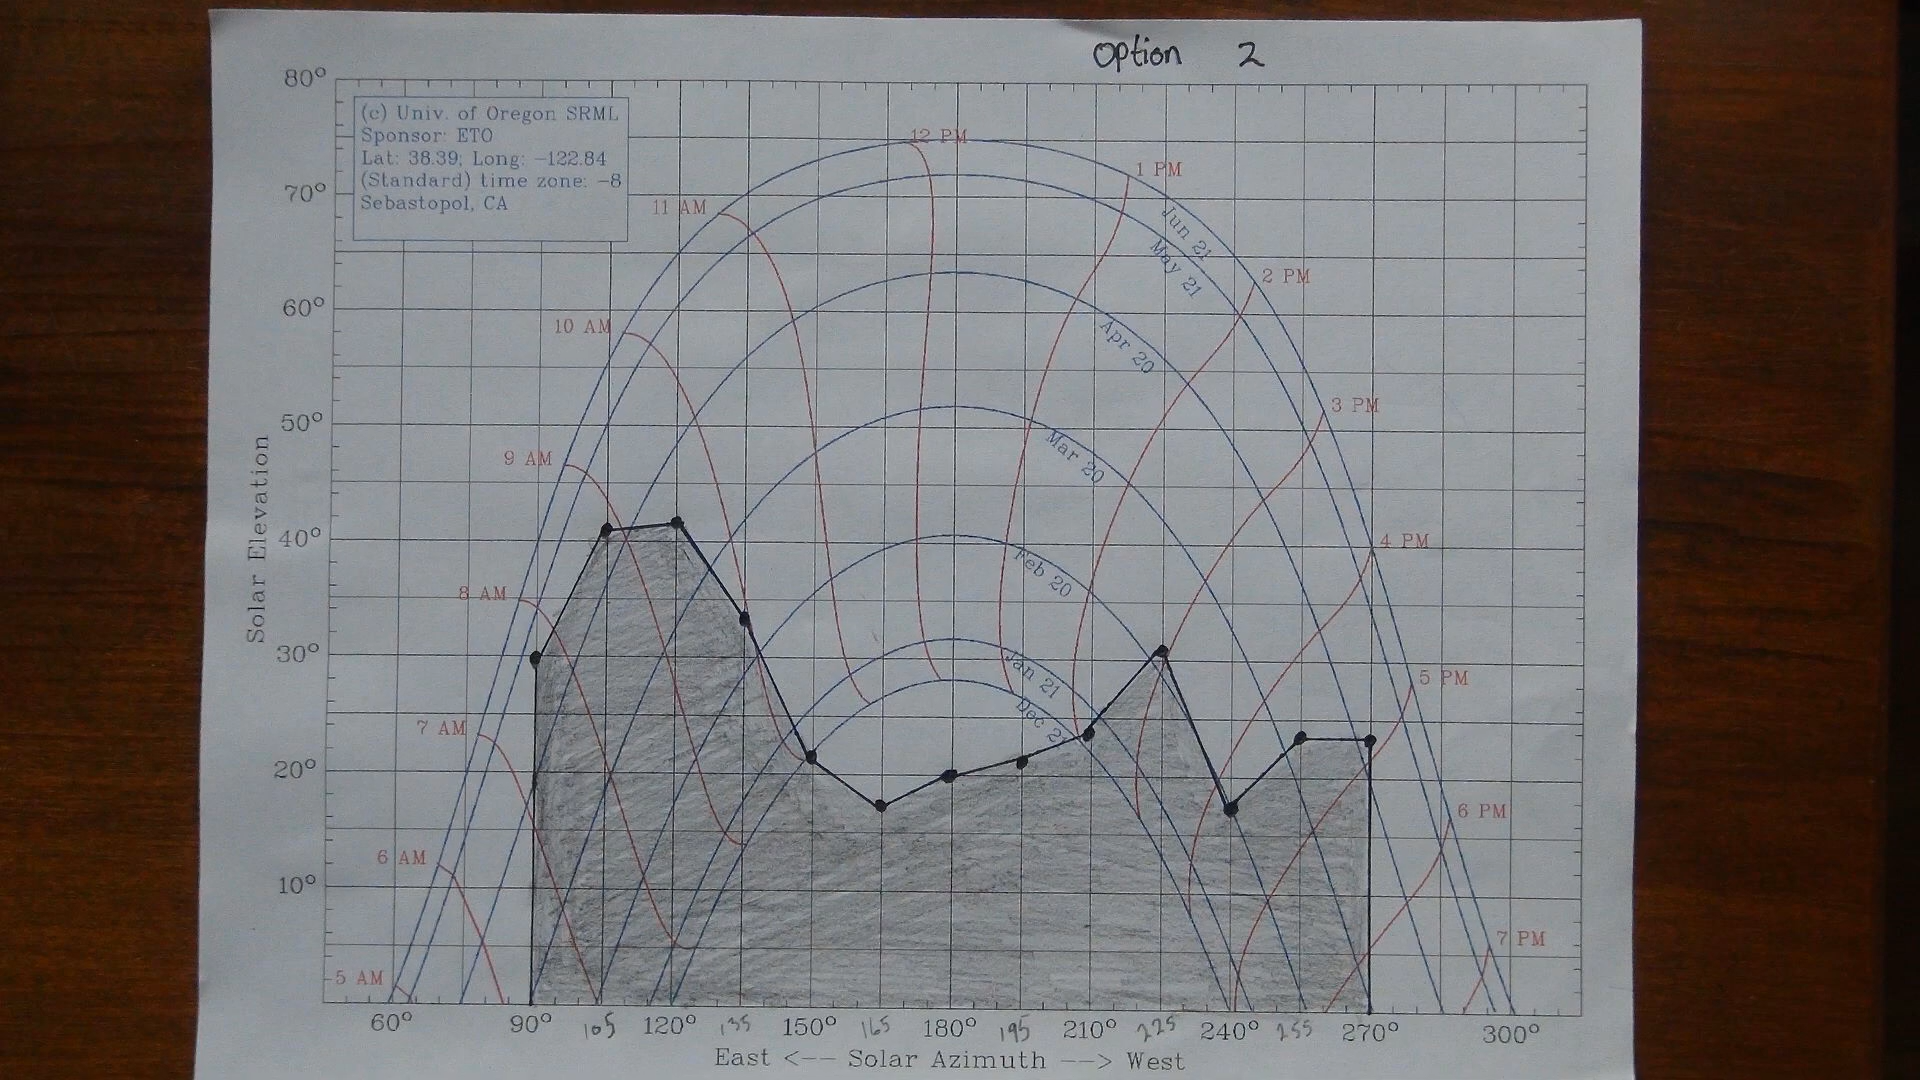 Option 2
80°
(c) Univ. of Oregon SRML
Sponsor: ETO
Lat: 38.39; Long: -122.84
(Standard) time zone: -8
Sebastopol, CA
12 PM
1 PM
70°
11 AM
Jun 21
May 21
2 PM
60°
10 AM
Apr 20
3 PM
50°
Mar 20
9 AM
Solar Elevation
40°
4 PM
Feb 20
8 AM
30°
Jan 21
5 PM
Dec 2
7 AM
20°
6 PM
6 AM
10°
7 PM
5 AM
60° 90° 105 120° 135 150° 165 180° 195 210° 225 240° 255 270° 300°
East <-- Solar Azimuth --> West